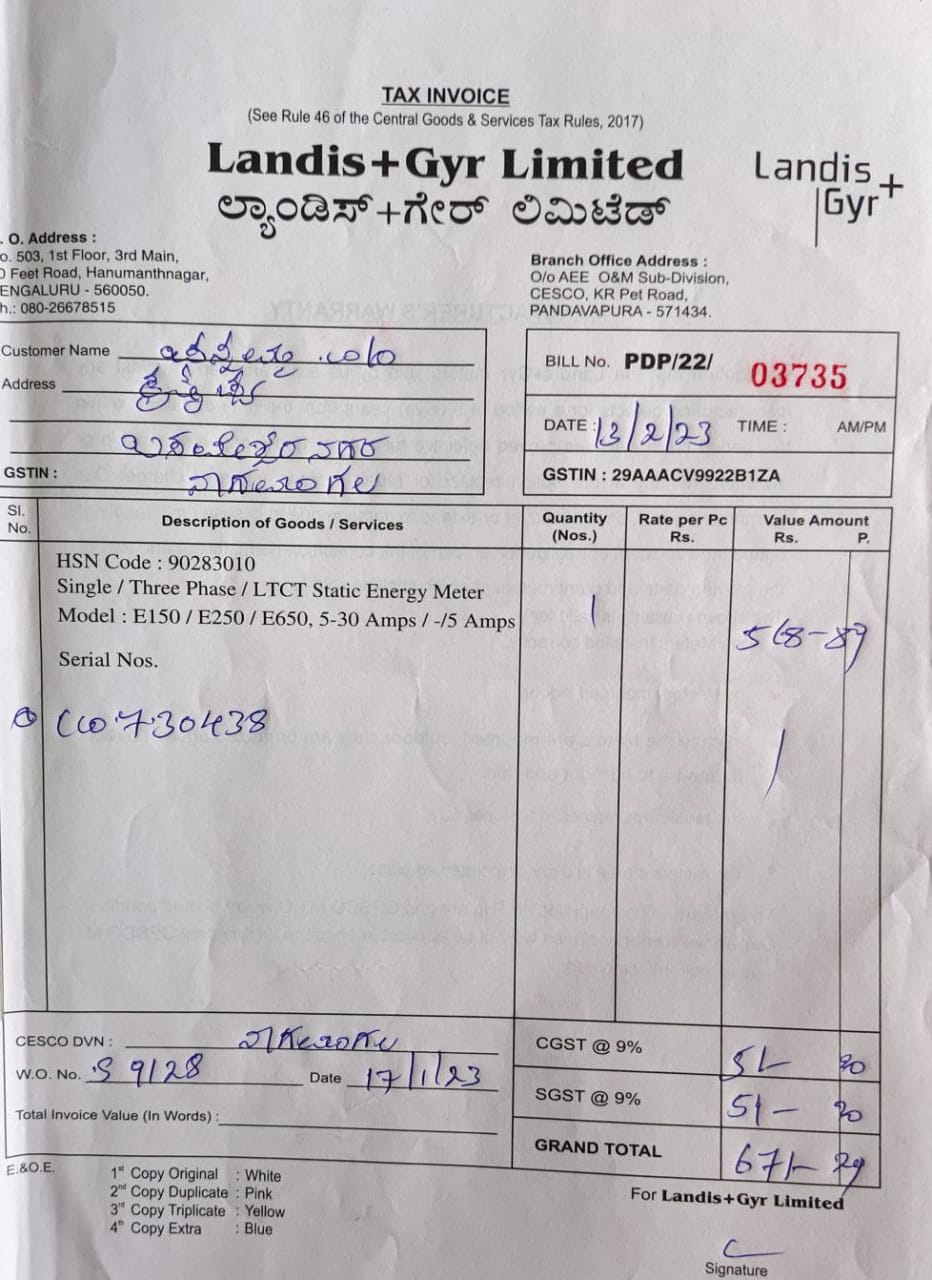 TAX INVOICE
(See Rule 46 of the Central Goods & Services Tax Rules, 2017)
Landis+Gyr Limited
ಲ್ಯಾಂಡಿಸ್+ಗೇರ್ ಲಿಮಿಟೆಡ್
Landis
Gyr+
. O. Address :
o. 503, 1st Floor, 3rd Main,
0 Feet Road, Hanumanthnagar,
ENGALURU - 560050.
h.: 080-26678515
Branch Office Address :
O/o AEE O&M Sub-Division,
CESCO, KR Pet Road,
PANDAVAPURA - 571434.
Customer Name
Address
GSTIN :
BILL No. PDP/22/ 03735
DATE : 13/2/23 TIME : AM/PM
GSTIN : 29AAACV9922B1ZA
Sl. No. Description of Goods / Services Quantity (Nos.) Rate per Pc Rs. Value Amount Rs. P.
HSN Code : 90283010
Single / Three Phase / LTCT Static Energy Meter
Model : E150 / E250 / E650, 5-30 Amps / -/5 Amps 1 568-89
Serial Nos.
730438
CESCO DVN :
W.O. No. S 9/28 Date 17/1/23
Total Invoice Value (In Words) :
CGST @ 9% 51- 20
SGST @ 9% 51- 20
GRAND TOTAL 671- 29
E.&O.E.
1st Copy Original : White
2nd Copy Duplicate : Pink
3rd Copy Triplicate : Yellow
4th Copy Extra : Blue
For Landis+Gyr Limited
Signature